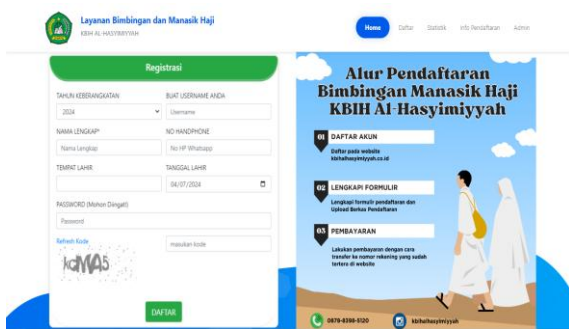 Layanan Bimbingan dan Manasik Haji
KBIH AL-HASYIMIYYAH
Home Daftar Statistik Info Pendaftaran Admin
Registrasi
TAHUN KEBERANGKATAN BUAT USERNAME ANDA
2024 Username
NAMA LENGKAP* NO HANDPHONE
Nama Lengkap No HP Whatsapp
TEMPAT LAHIR TANGGAL LAHIR
04/07/2024
PASSWORD (Mohon Diingat!)
Password
Refresh Kode masukan kode
DAFTAR
Alur Pendaftaran
Bimbingan Manasik Haji
KBIH Al-Hasyimiyyah
01 DAFTAR AKUN
Daftar pada website
kbihalhasyimiyyah.co.id
02 LENGKAPI FORMULIR
Lengkapi formulir pendaftaran dan
Upload Berkas Pendaftaran
03 PEMBAYARAN
Lakukan pembayaran dengan cara
transfer ke nomor rekening yang sudah
tertera di website
0878-8398-5120 kbihalhasyimiyyah